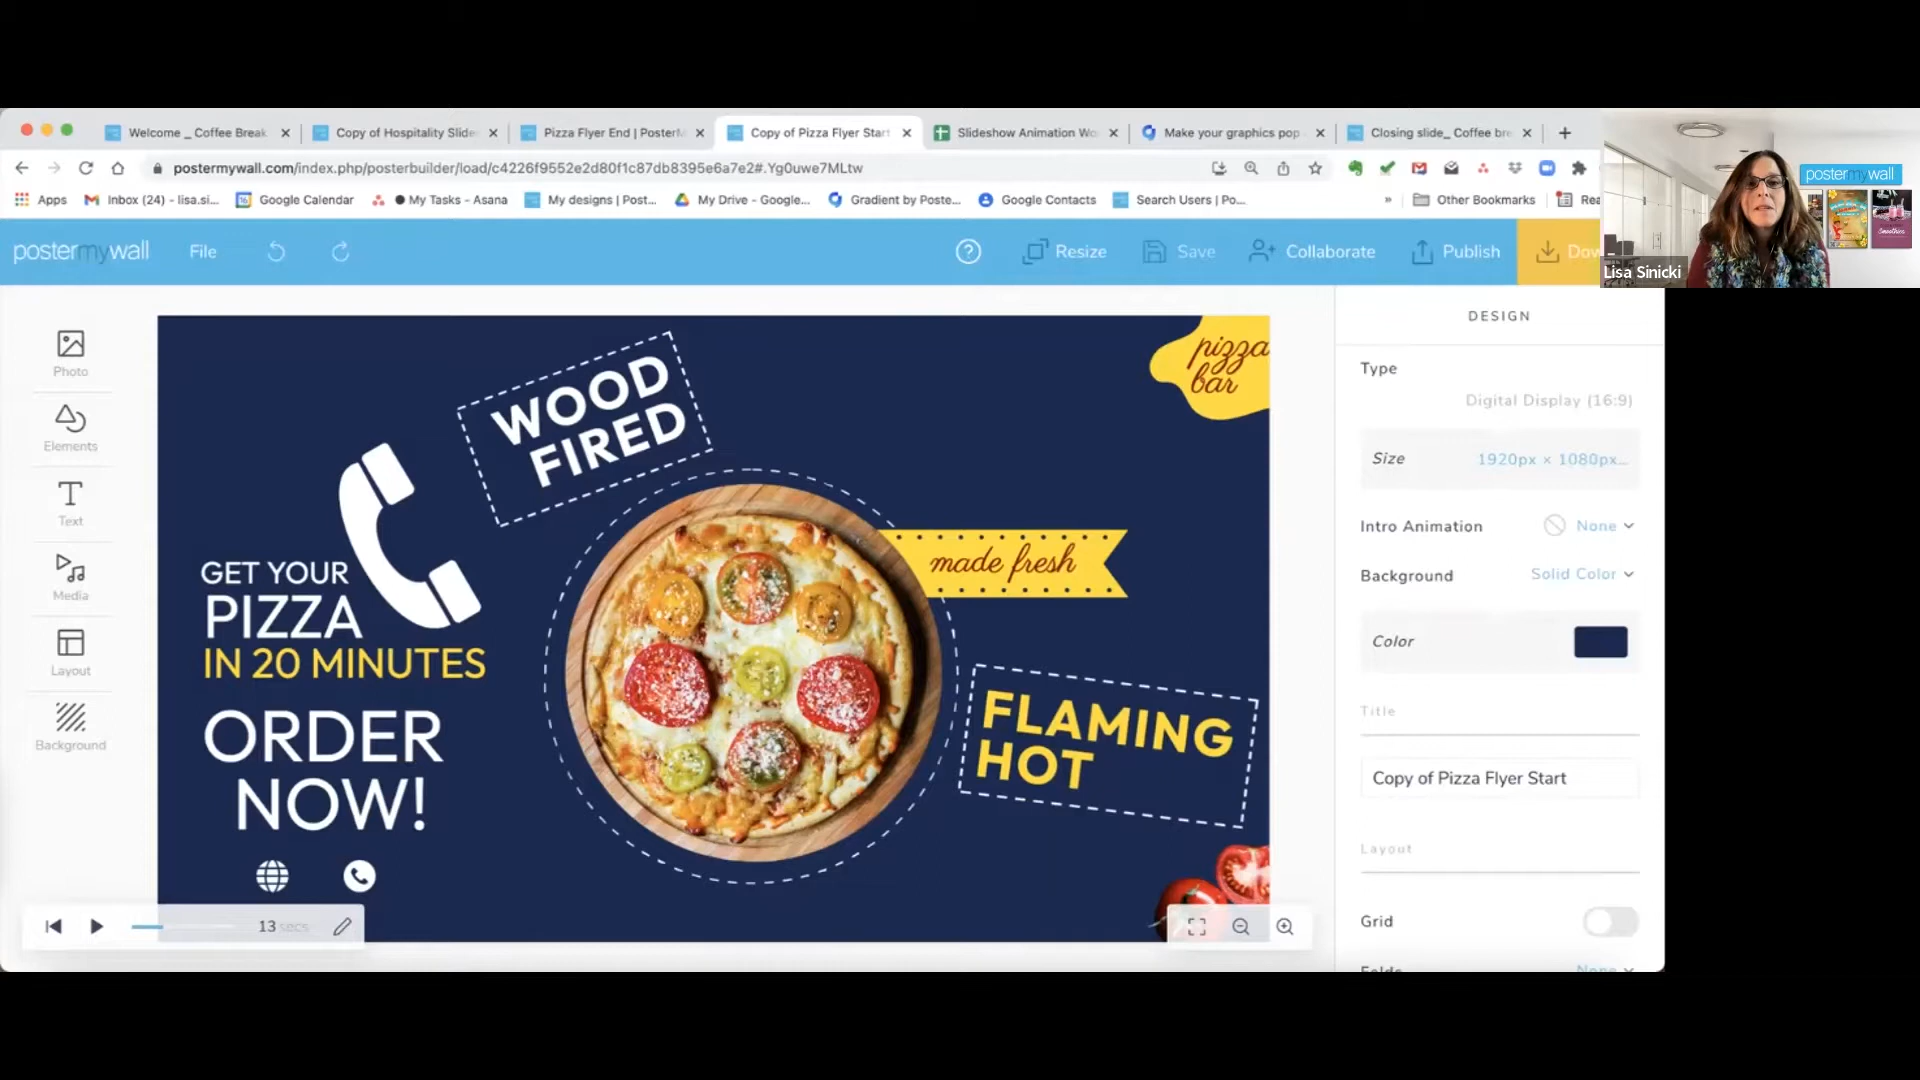 Welcome _ Coffee Break
Copy of Hospitality Slide
Pizza Flyer End | PosterM
Copy of Pizza Flyer Start
Slideshow Animation Wo
Make your graphics pop
Closing slide_ Coffee bre
postermywall.com/index.php/posterbuilder/load/c4226f9552e2d80f1c87db8395e6a7e2#.Yg0uwe7MLtw
Apps
Inbox (24) - lisa.si...
Google Calendar
My Tasks - Asana
My designs | Post...
My Drive - Google...
Gradient by Poste...
Google Contacts
Search Users | Po...
»
Other Bookmarks
Rea
postermywall
File
Resize
Save
Collaborate
Publish
Dow
postermywall
Smoothies
Lisa Sinicki
Photo
Elements
Text
Media
Layout
Background
WOOD
FIRED
pizza
bar
GET YOUR
PIZZA
IN 20 MINUTES
ORDER
NOW!
made fresh
FLAMING
HOT
13 secs
DESIGN
Type
Digital Display (16:9)
Size
1920px × 1080px...
Intro Animation
None
Background
Solid Color
Color
Title
Copy of Pizza Flyer Start
Layout
Grid
Folds
None